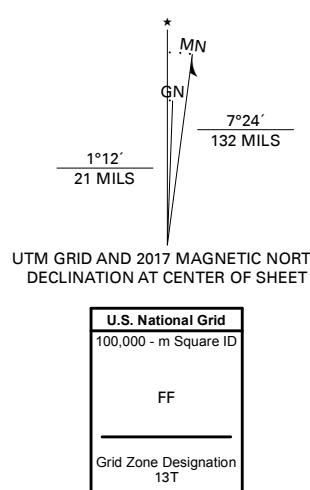 ★
MN
GN
7°24´
132 MILS
1°12´
21 MILS
UTM GRID AND 2017 MAGNETIC NORT
DECLINATION AT CENTER OF SHEET
U.S. National Grid
100,000 - m Square ID
FF
Grid Zone Designation
13T